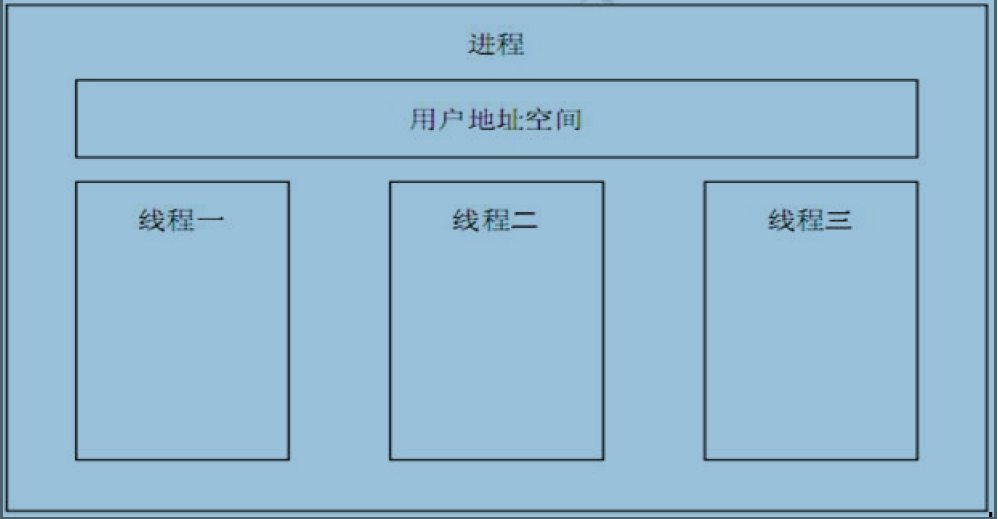 进程
用户地址空间
线程一
线程二
线程三